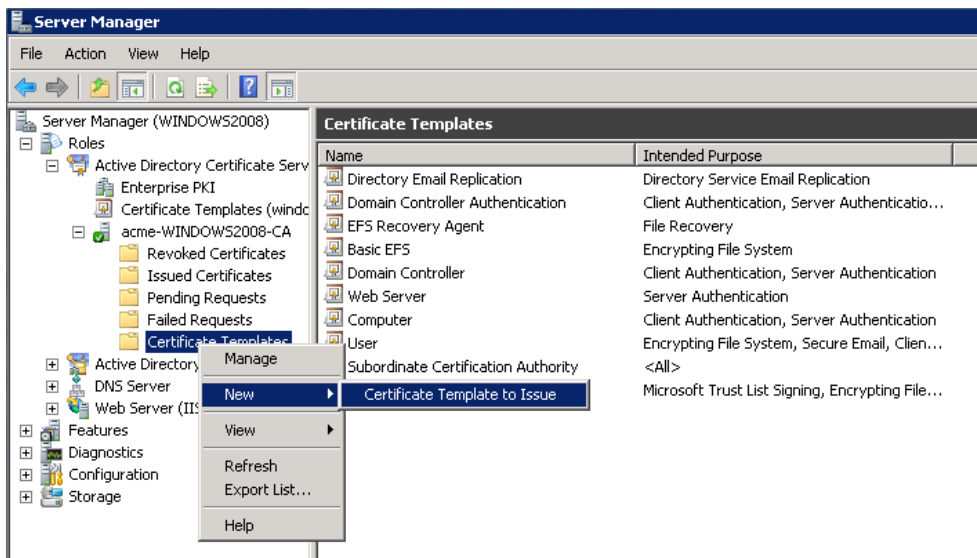 Server Manager
File Action View Help
Server Manager (WINDOWS2008)
Roles
Active Directory Certificate Serv
Enterprise PKI
Certificate Templates (windo
acme-WINDOWS2008-CA
Revoked Certificates
Issued Certificates
Pending Requests
Failed Requests
Certificate Templates
Active Directory
DNS Server
Web Server (IIS
Features
Diagnostics
Configuration
Storage
Manage
New
View
Refresh
Export List...
Help
Certificate Template to Issue
Certificate Templates
Name Intended Purpose
Directory Email Replication Directory Service Email Replication
Domain Controller Authentication Client Authentication, Server Authenticatio...
EFS Recovery Agent File Recovery
Basic EFS Encrypting File System
Domain Controller Client Authentication, Server Authentication
Web Server Server Authentication
Computer Client Authentication, Server Authentication
User Encrypting File System, Secure Email, Clien...
Subordinate Certification Authority <All>
Microsoft Trust List Signing, Encrypting File...